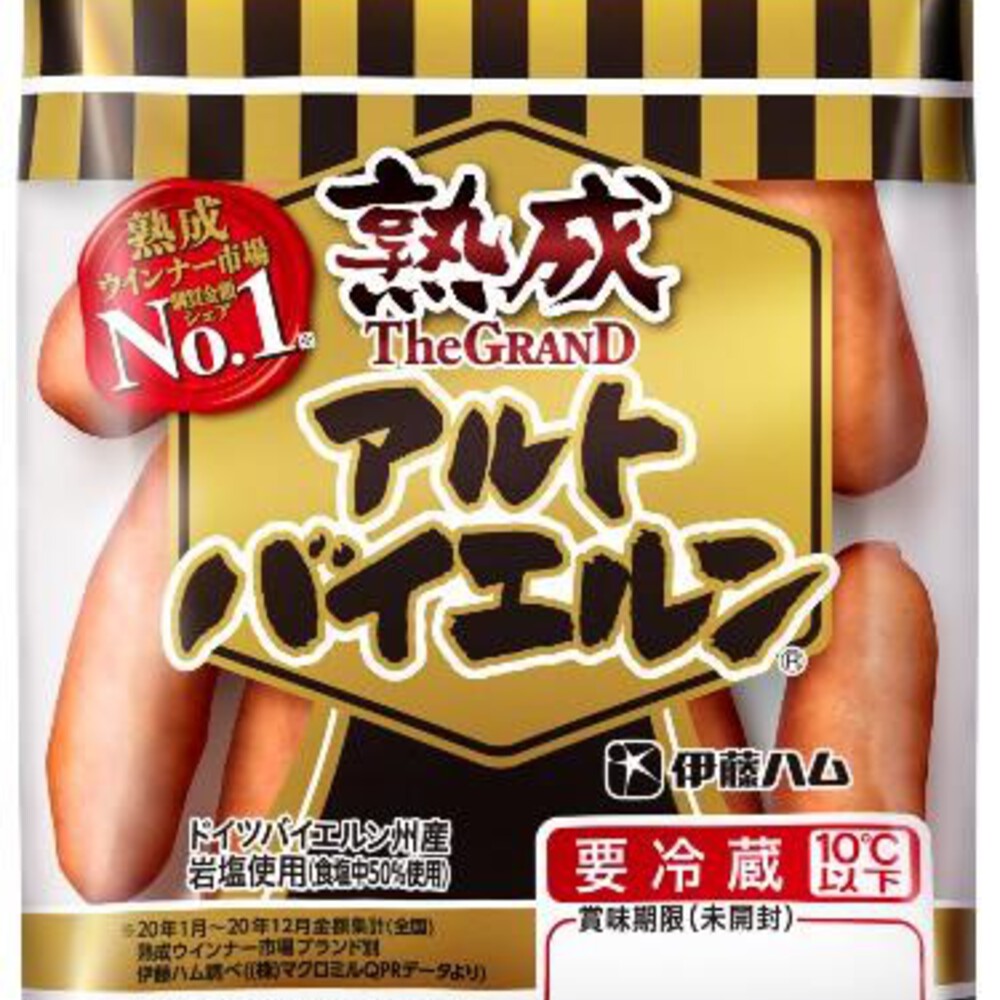 熟成
ウインナー市場
購買金額
シェア
No.1※
熟成
The GRAND
アルト
バイエルン®
伊藤ハム
ドイツバイエルン州産
岩塩使用(食塩中50%使用)
要冷蔵 10℃以下
賞味期限(未開封)
※20年1月～20年12月金額集計(全国)
熟成ウインナー市場ブランド別
伊藤ハム調べ((株)マクロミルQPRデータより)